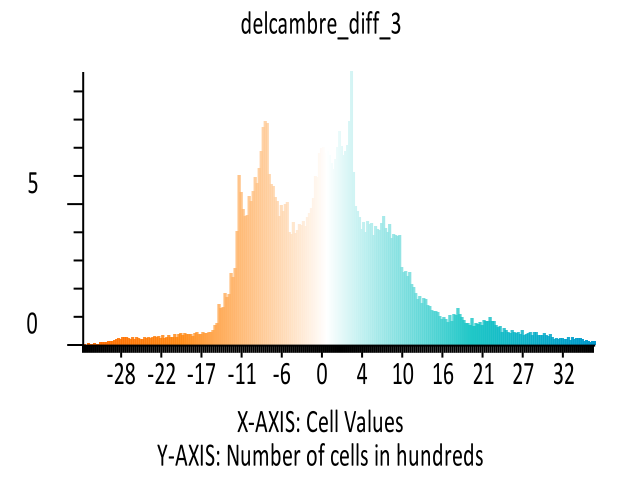 delcambre_diff_3
5
0
-28 -22 -17 -11 -6 0 4 10 16 21 27 32
X-AXIS: Cell Values
Y-AXIS: Number of cells in hundreds